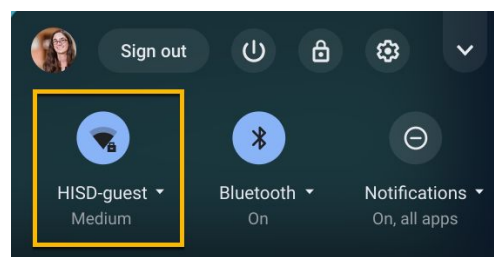 Sign out
HISD-guest Bluetooth Notifications
Medium On On, all apps